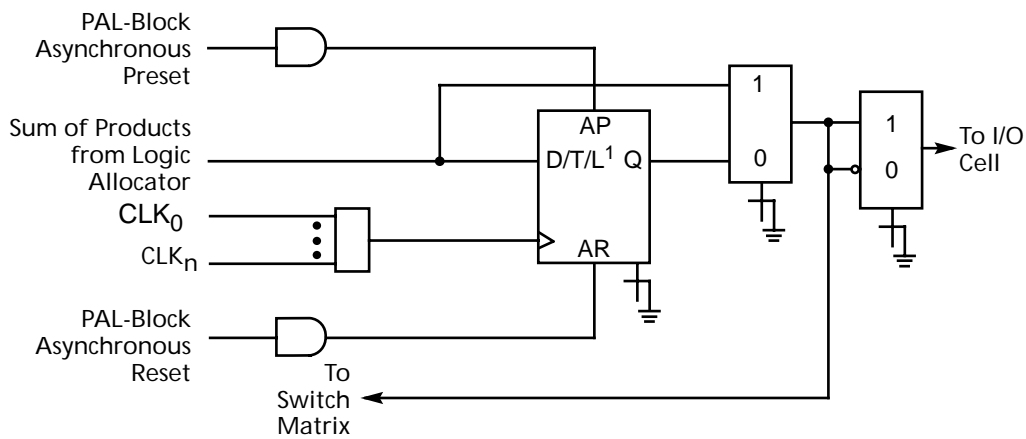 PAL-Block
Asynchronous
Preset
Sum of Products
from Logic
Allocator
CLK0
CLKn
PAL-Block
Asynchronous
Reset
AP
D/T/L1 Q
AR
1
0
1
0
To I/O
Cell
To
Switch
Matrix